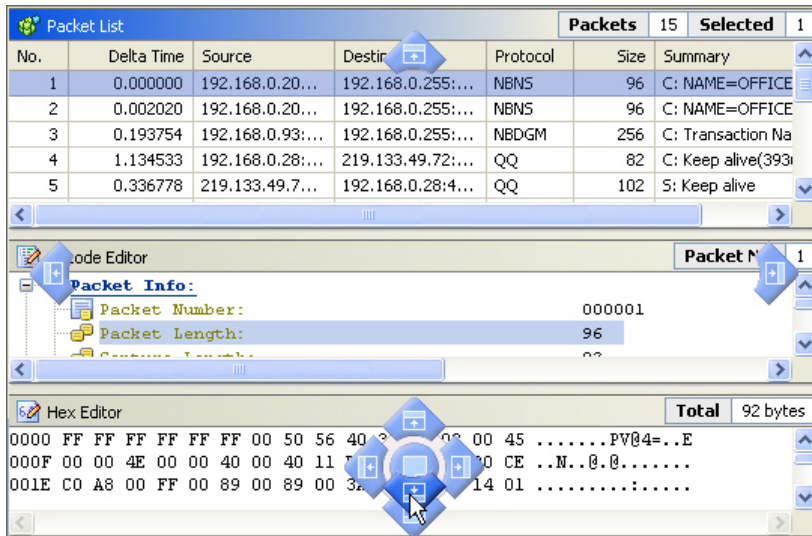 Packet List Packets 15 Selected 1
No. Delta Time Source Protocol Size Summary
1 0.000000 192.168.0.20... 192.168.0.255:... NBNS 96 C: NAME=OFFICE
2 0.002020 192.168.0.20... 192.168.0.255:... NBNS 96 C: NAME=OFFICE
3 0.193754 192.168.0.93:... 192.168.0.255:... NBDGM 256 C: Transaction Na
4 1.134533 192.168.0.28:... 219.133.49.72:... QQ 82 C: Keep alive(393
5 0.336778 219.133.49.7... 192.168.0.28:4... QQ 102 S: Keep alive
Editor Packet 1
Packet Info:
Packet Number: 000001
Packet Length: 96
Hex Editor Total 92 bytes
0000 FF FF FF FF FF FF 00 50 56 40 00 45 .......PV@4=..E
000F 00 00 4E 00 00 40 00 40 11 CE ..N..@.@.......
001E C0 A8 00 FF 00 89 00 89 00 14 01 .........:.....